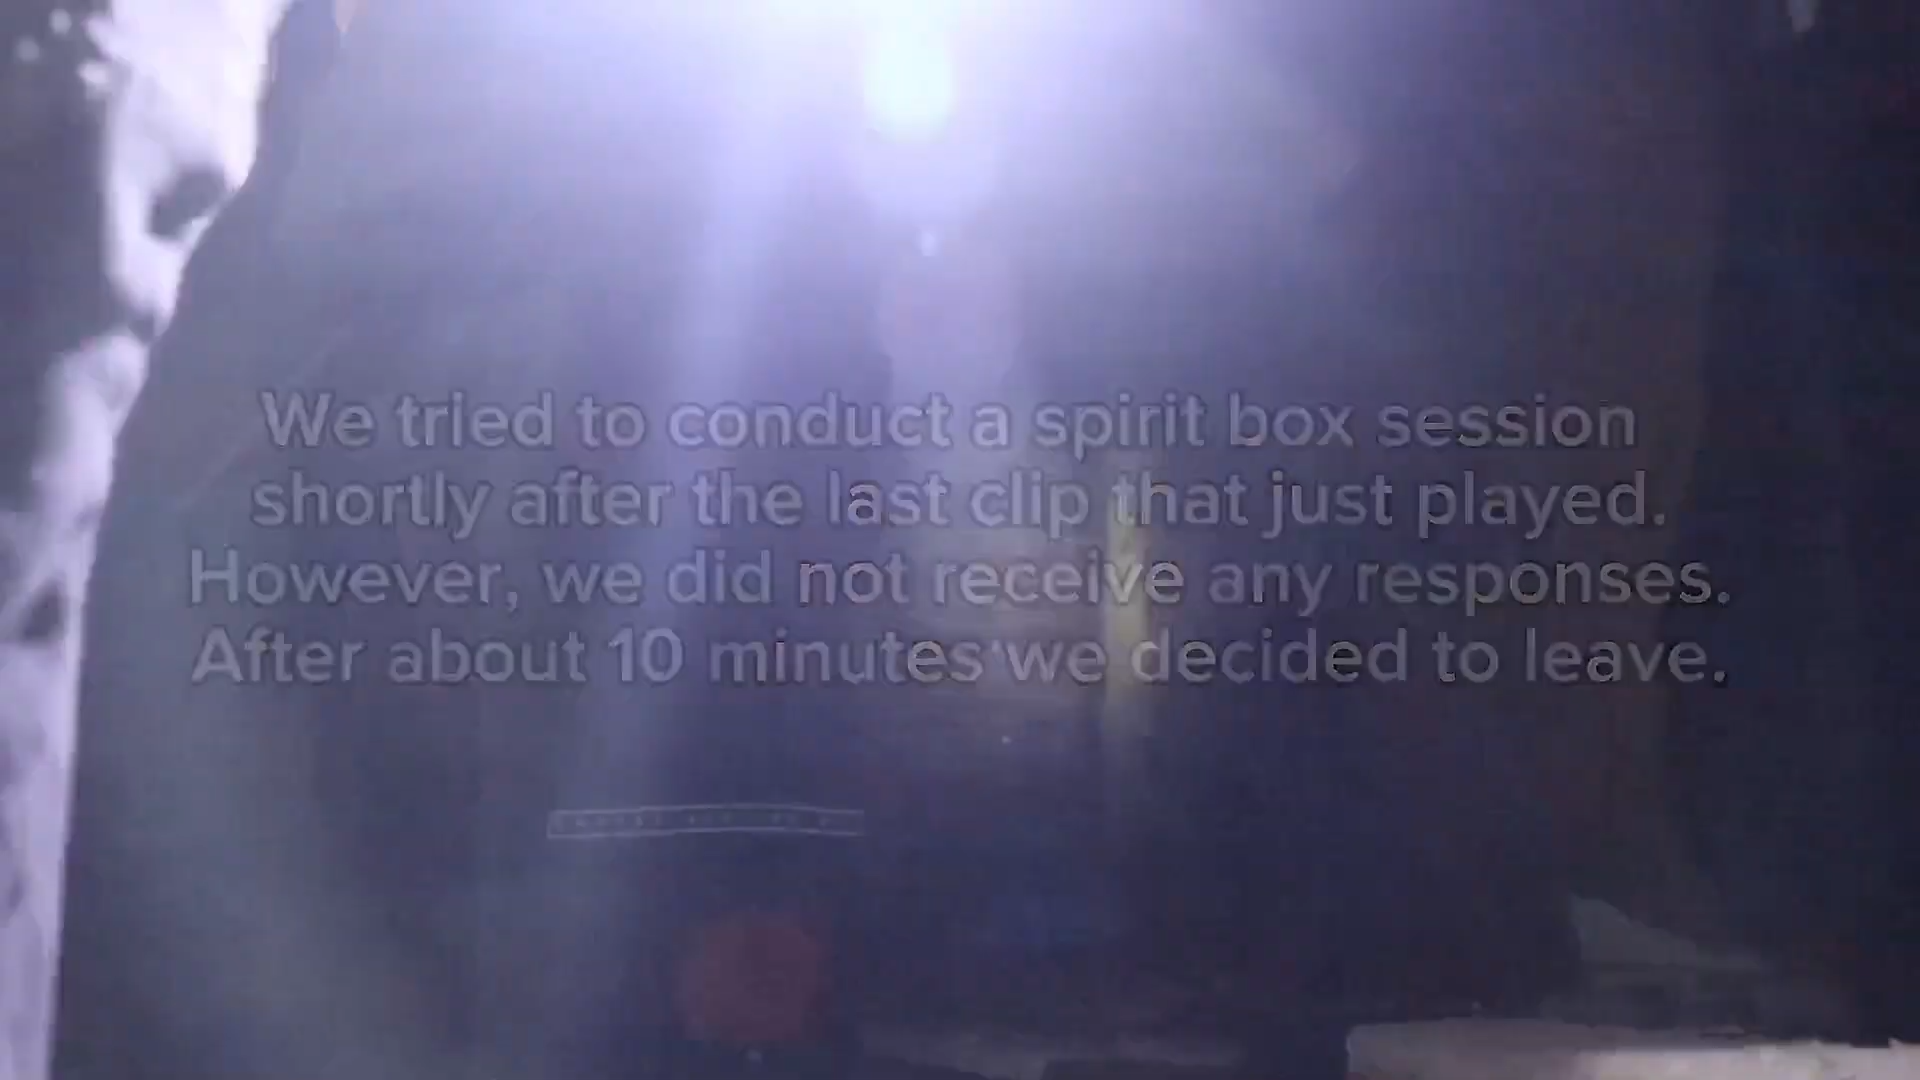 We tried to conduct a spirit box session
shortly after the last clip that just played.
However, we did not receive any responses.
After about 10 minutes we decided to leave.